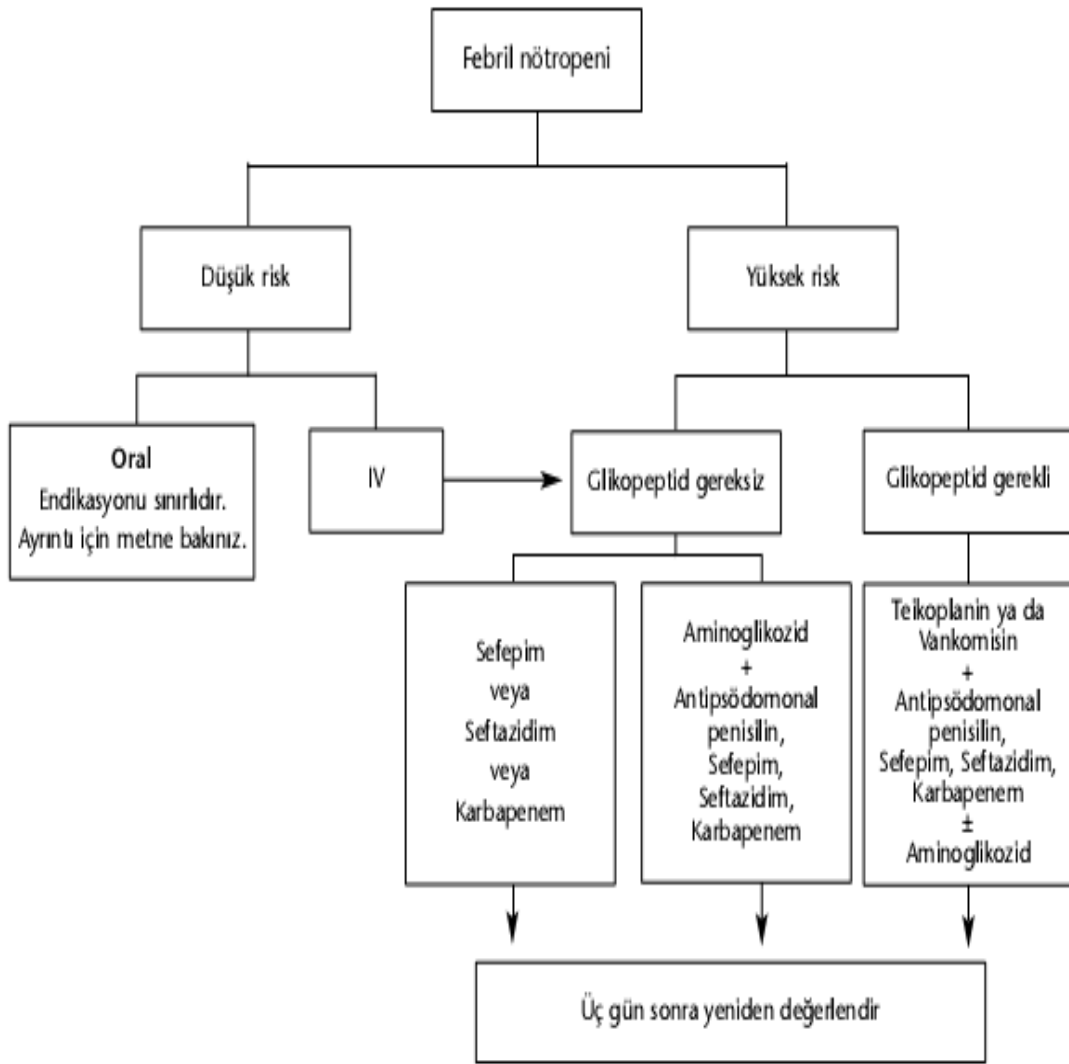 Febril nötropeni
Düşük risk
Yüksek risk
Oral
Endikasyonu sınırlıdır.
Ayrıntı için metne bakınız.
IV
Glikopeptid gereksiz
Glikopeptid gerekli
Sefepim
veya
Seftazidim
veya
Karbapenem
Aminoglikozid
+
Antipsödomonal
penisilin,
Sefepim,
Seftazidim,
Karbapenem
Teikoplanin ya da
Vankomisin
+
Antipsödomonal
penisilin,
Sefepim, Seftazidim,
Karbapenem
±
Aminoglikozid
Üç gün sonra yeniden değerlendir